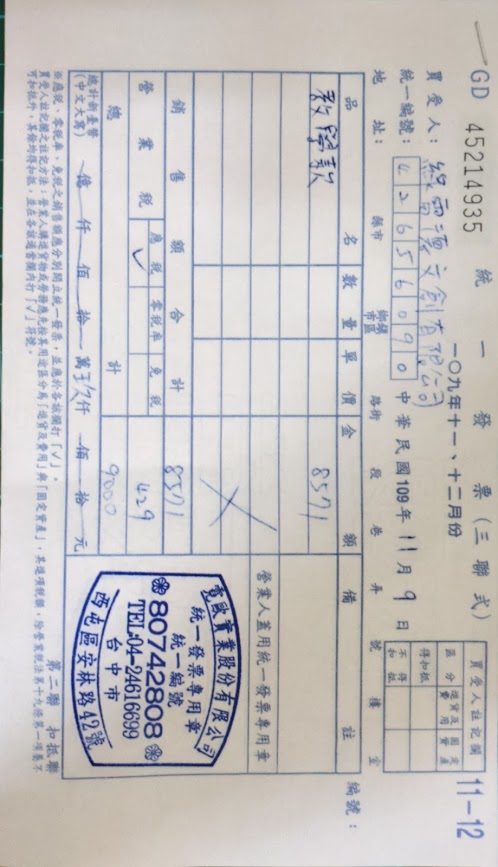 GD 45214935 統一發票(三聯式)
一〇九年十一、十二月份
11-12
買受人註記欄
區分 進貨及費用 固定資產
得扣抵
不得扣抵
買受人: 綠雷德文創有限公司
統一編號: 42656090 中華民國109年11月9日
地址: 縣市 鄉鎮市區 路街 段 巷 弄 號 樓 室
品名 數量 單價 金額 備註 編號:
教學款 8571
營業人蓋用統一發票專用章
銷售額合計 8571
營業稅 應稅 零稅率 免稅 429
✓
總計 9000
總計新臺幣(中文大寫) 億 仟 佰 拾 萬 玖 仟 佰 拾 元
霓歐實業股份有限公司
統一發票專用章
統一編號
80742808
TEL:04-24616699
台中市
西屯區安林路42號
※應稅、零稅率、免稅之銷售額應分別開立統一發票,並應於各該欄打「✓」。
第二聯 扣抵聯
買受人註記欄之註記方法:營業人購進貨物或勞務應先按其用途區分為「進貨及費用」與「固定資產」,其進項稅額,除營業稅法第十九條第一項屬不
可扣抵外,其餘均得扣抵,並在各該適當欄內打「✓」符號。